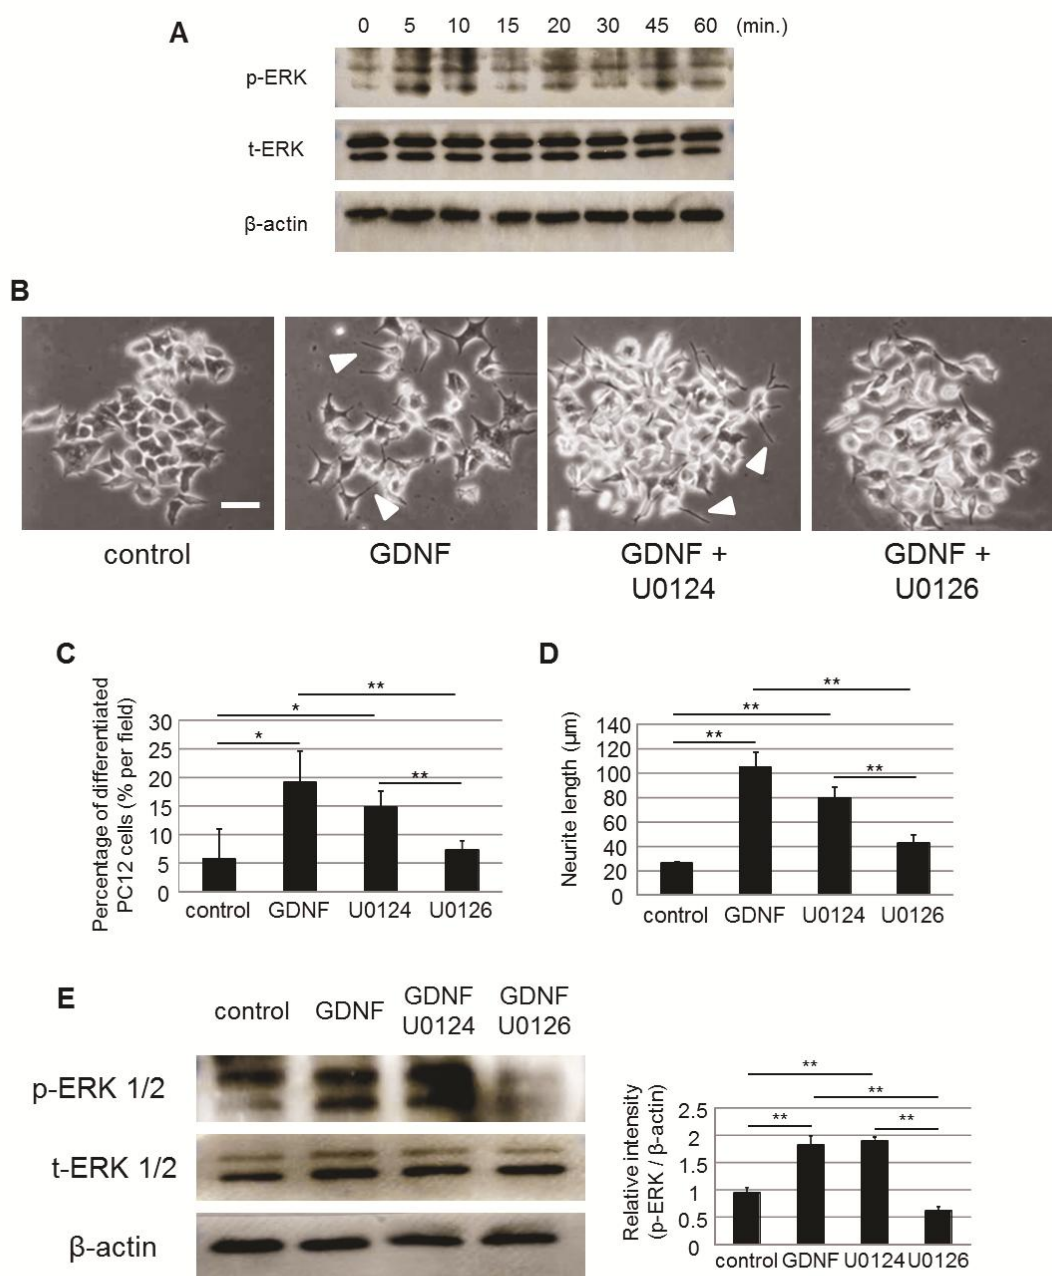 A
0 5 10 15 20 30 45 60 (min.)
p-ERK
t-ERK
β-actin
B
control
GDNF
GDNF +
U0124
GDNF +
U0126
C
Percentage of differentiated
PC12 cells (% per field)
30
25
20
15
10
5
0
**
*
*
**
control GDNF U0124 U0126
D
Neurite length (μm)
140
120
100
80
60
40
20
0
**
**
**
**
control GDNF U0124 U0126
E
control GDNF
GDNF
U0124
GDNF
U0126
p-ERK 1/2
t-ERK 1/2
β-actin
Relative intensity
(p-ERK / β-actin)
2.5
2
1.5
1
0.5
0
**
**
**
**
control GDNF U0124 U0126